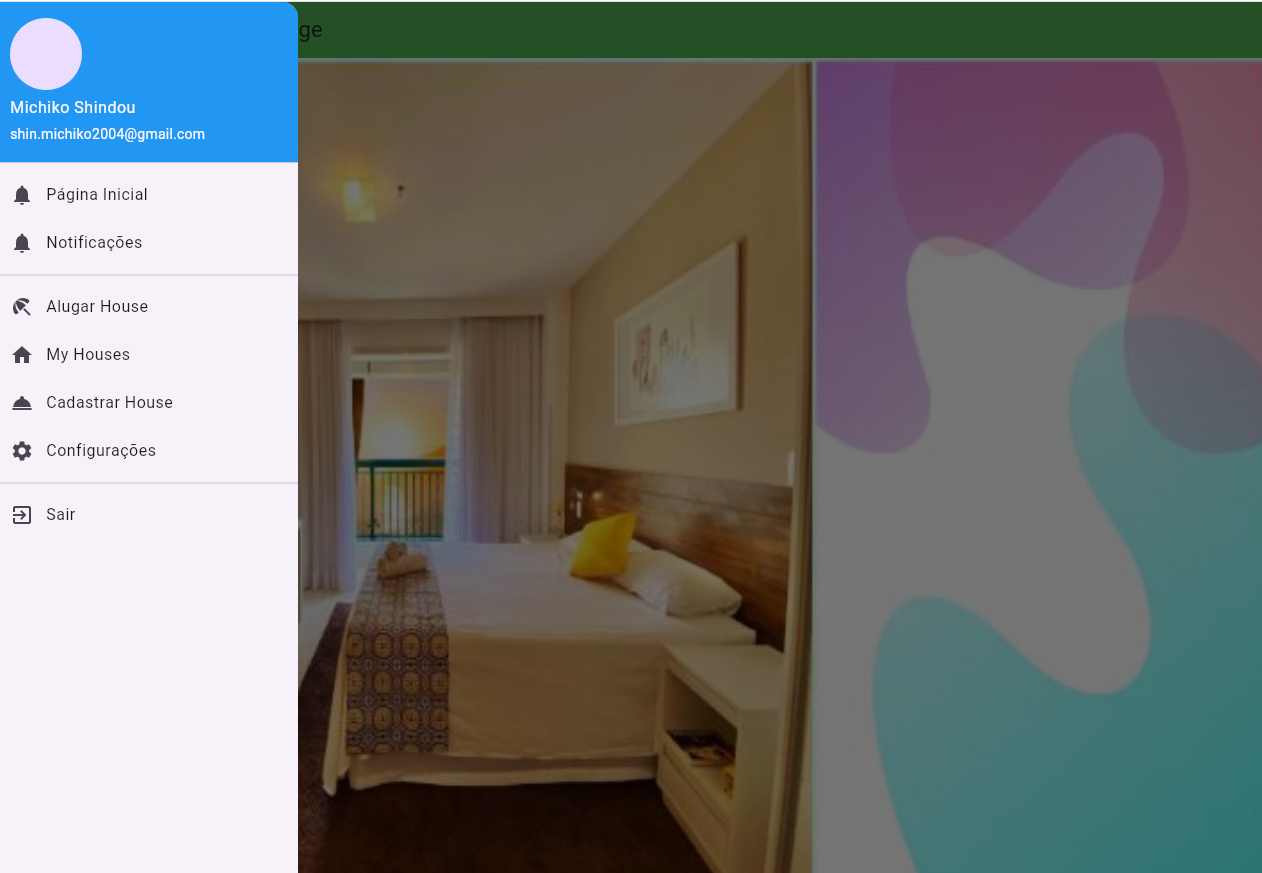 ge
Michiko Shindou
shin.michiko2004@gmail.com
Página Inicial
Notificações
Alugar House
My Houses
Cadastrar House
Configurações
Sair